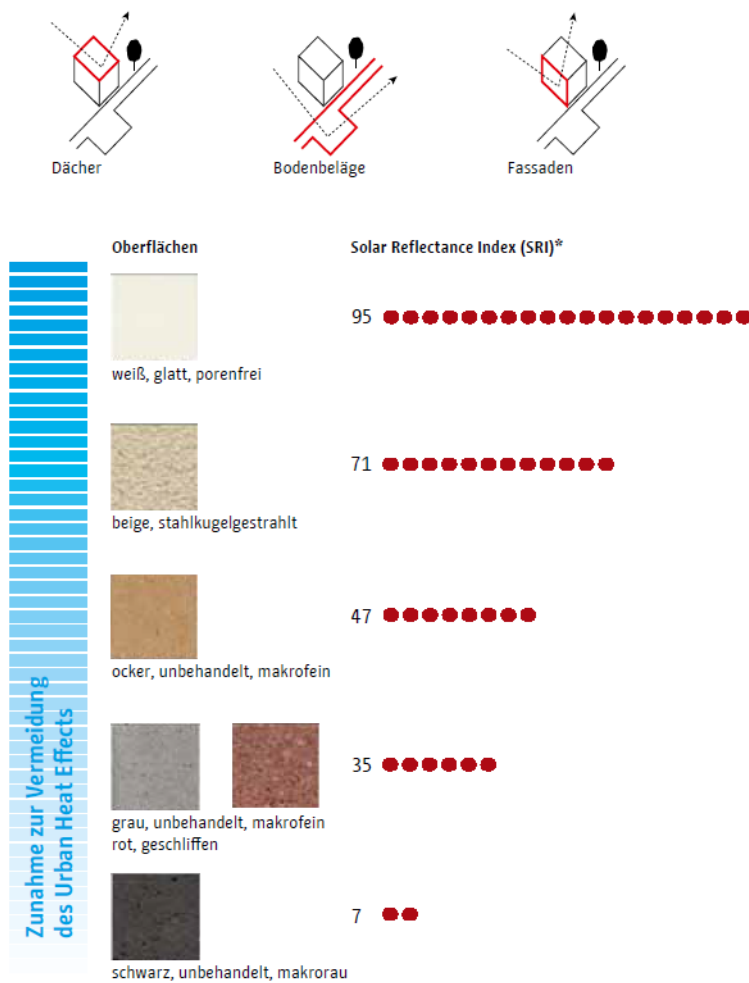 Dächer
Bodenbeläge
Fassaden
Oberflächen
Solar Reflectance Index (SRI)*
95
weiß, glatt, porenfrei
71
beige, stahlkugelgestrahlt
47
ocker, unbehandelt, makrofein
35
grau, unbehandelt, makrofein
rot, geschliffen
7
schwarz, unbehandelt, makrorau
Zunahme zur Vermeidung
des Urban Heat Effects